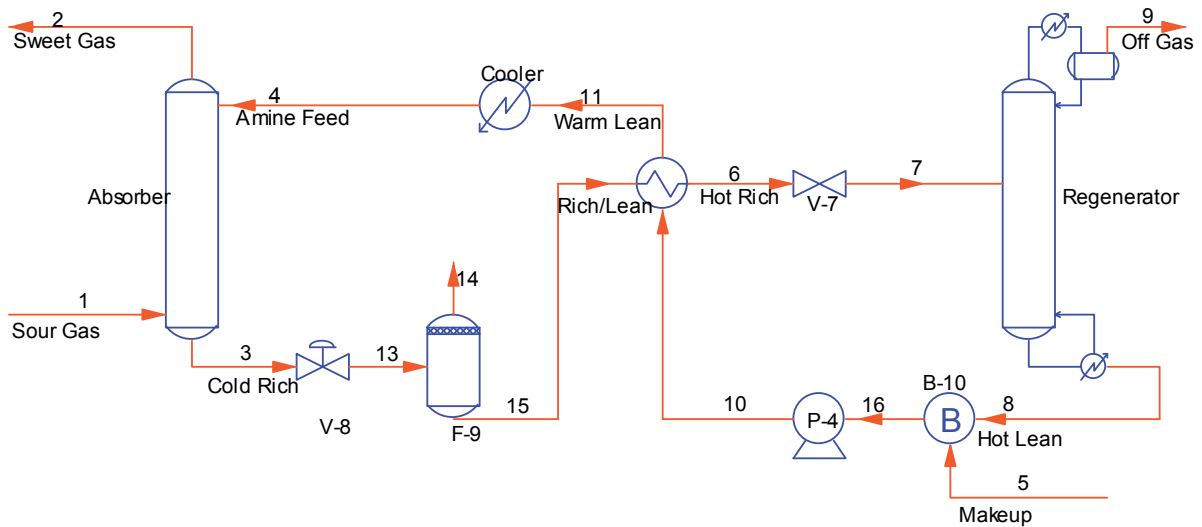 2
Sweet Gas
9
Off Gas
Cooler
4
Amine Feed
11
Warm Lean
Absorber
Rich/Lean
6
Hot Rich
V-7
7
Regenerator
1
Sour Gas
14
3
Cold Rich
13
V-8
15
F-9
10
P-4
16
B-10
B
8
Hot Lean
5
Makeup